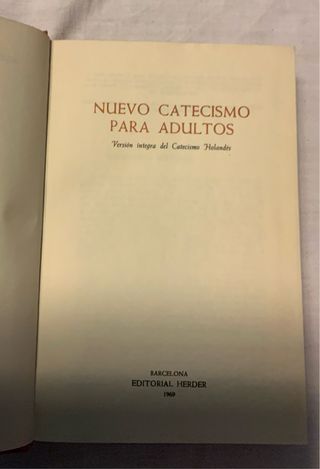 NUEVO CATECISMO
PARA ADULTOS
Versión íntegra del Catecismo Holandés
BARCELONA
EDITORIAL HERDER
1969